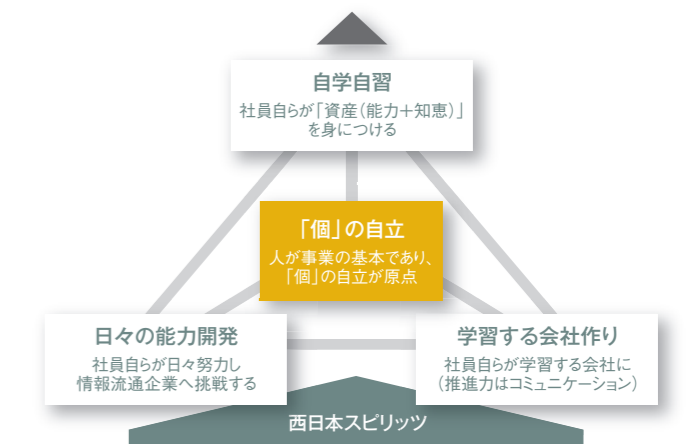 自学自習
社員自らが「資産(能力+知恵)」
を身につける
「個」の自立
人が事業の基本であり、
「個」の自立が原点
日々の能力開発
社員自らが日々努力し
情報流通企業へ挑戦する
学習する会社作り
社員自らが学習する会社に
(推進力はコミュニケーション)
西日本スピリッツ